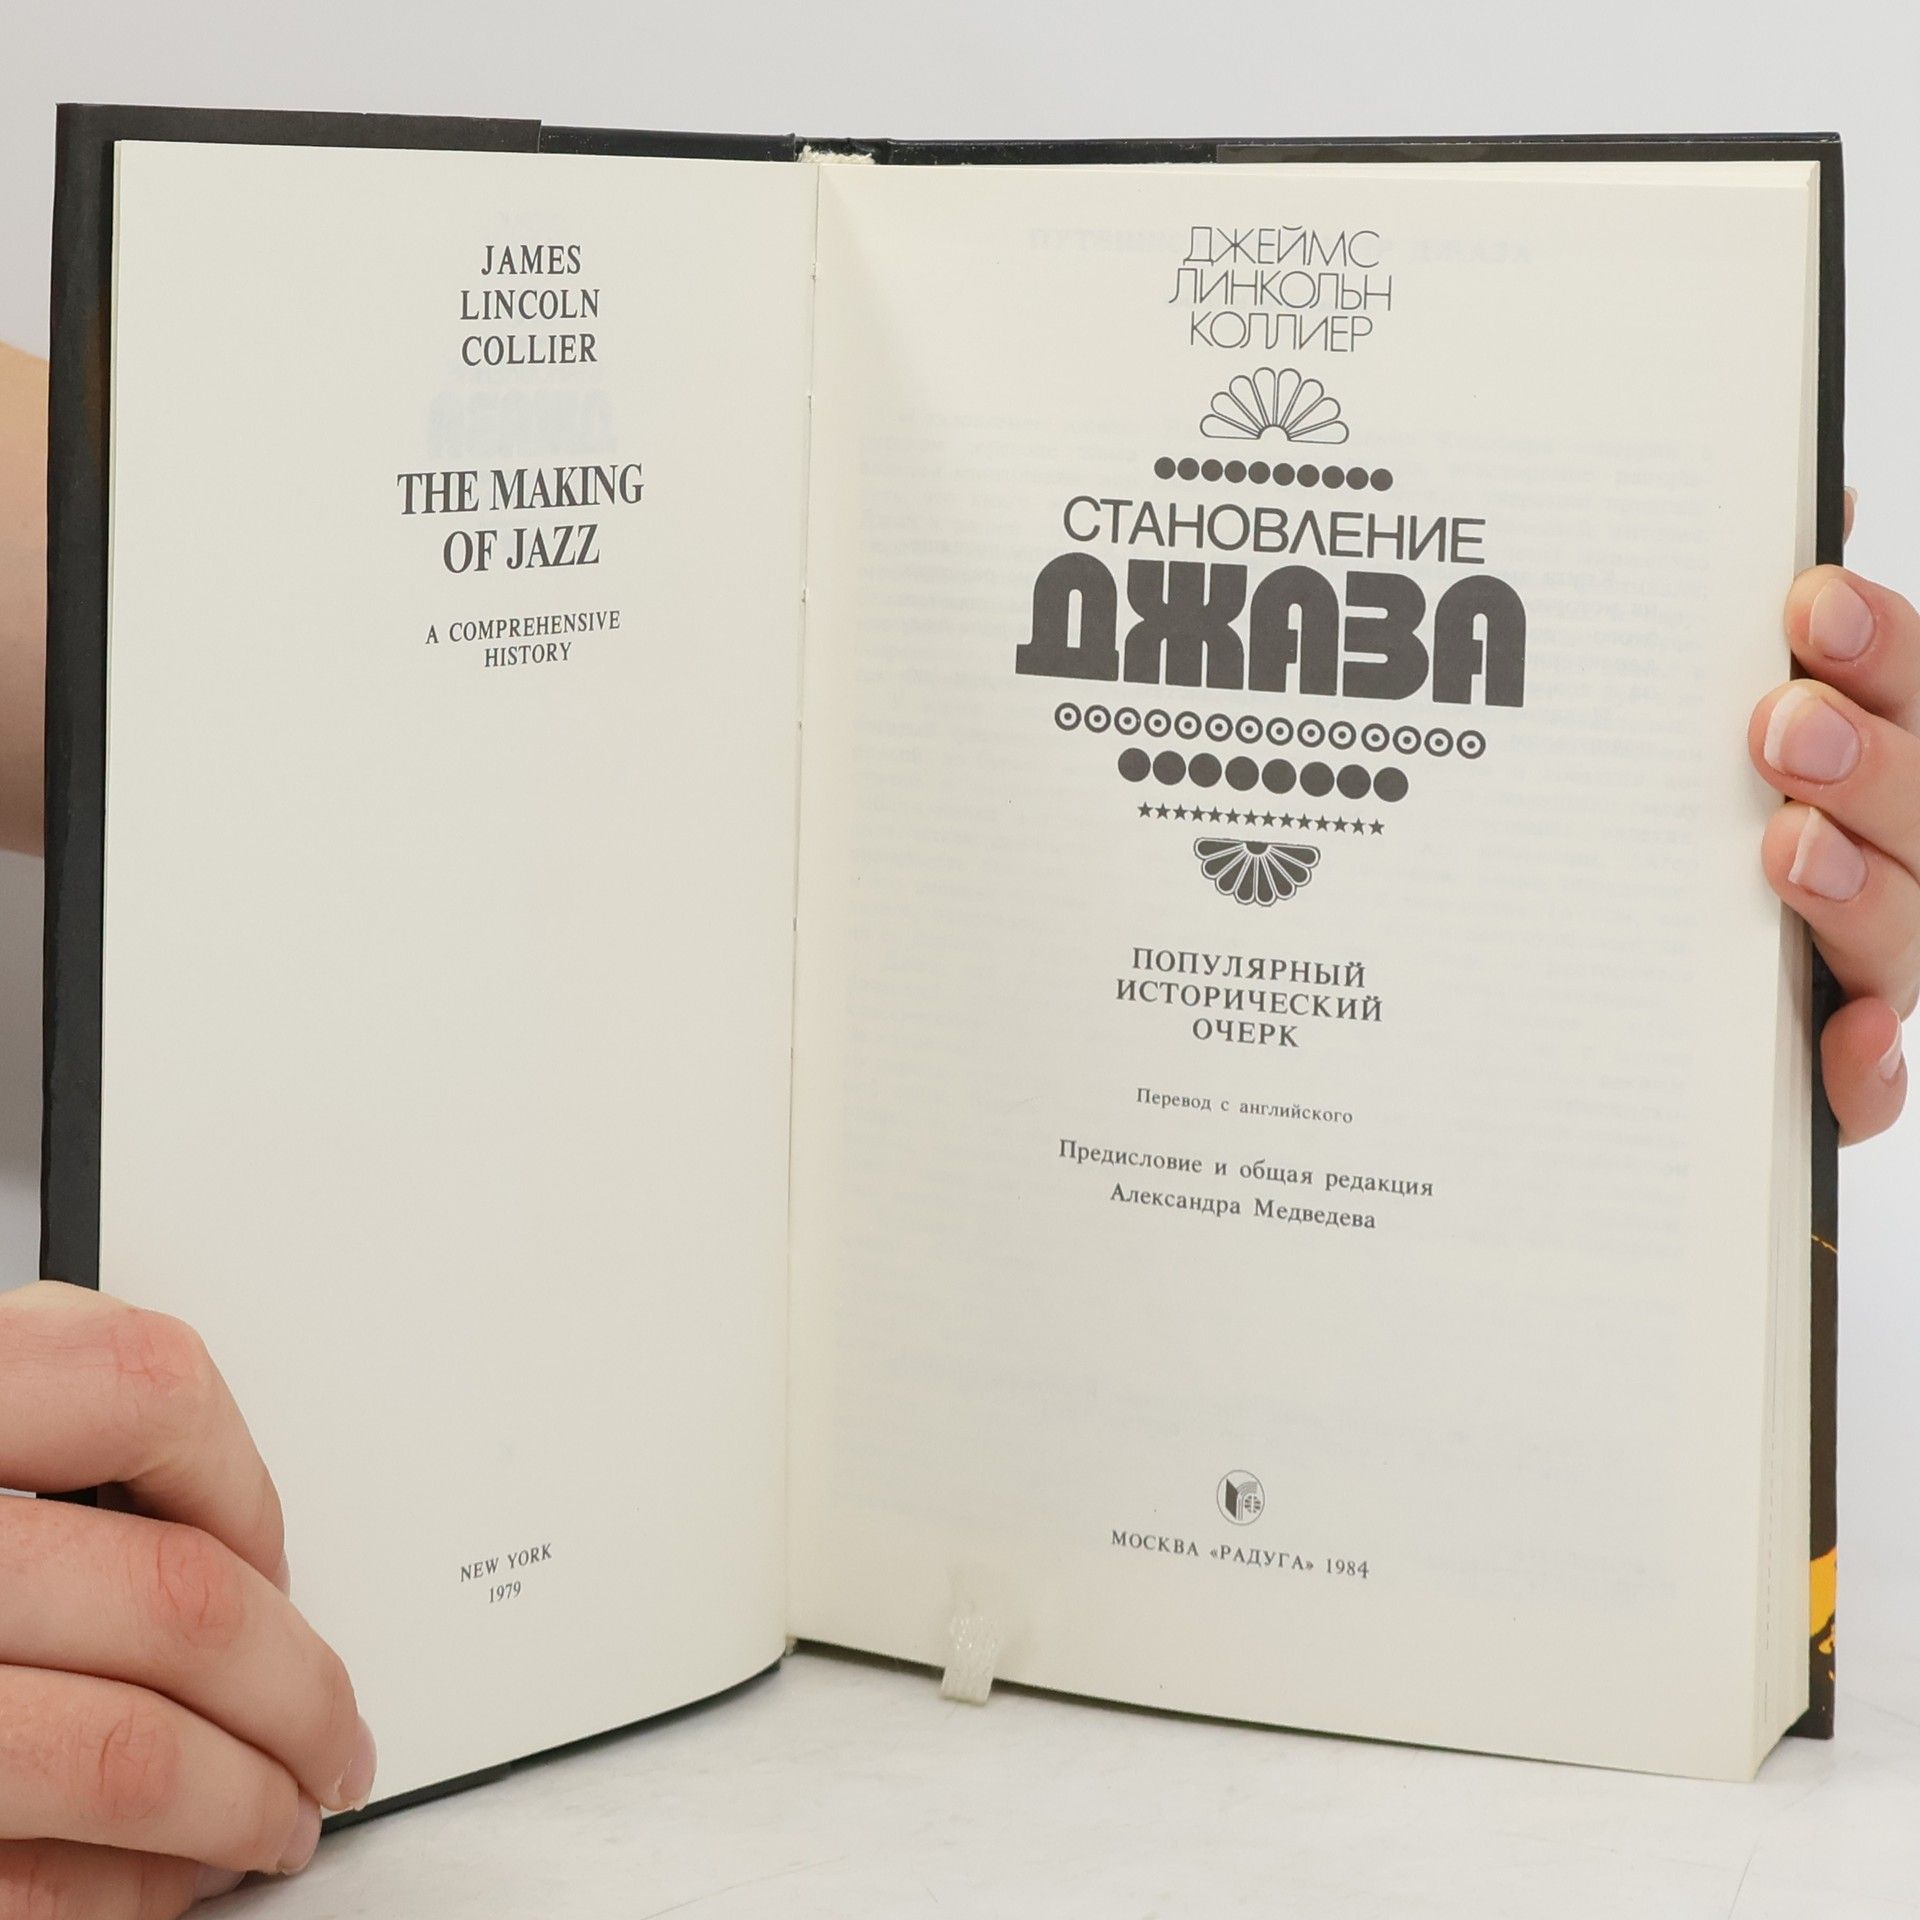 JAMES
LINCOLN
COLLIER
THE MAKING
OF JAZZ
A COMPREHENSIVE
HISTORY
NEW YORK
1979
ДЖЕЙМС
ЛИНКОЛЬН
КОЛЛИЕР
СТАНОВЛЕНИЕ
ДЖАЗА
ПОПУЛЯРНЫЙ
ИСТОРИЧЕСКИЙ
ОЧЕРК
Перевод с английского
Предисловие и общая редакция
Александра Медведева
МОСКВА «РАДУГА» 1984